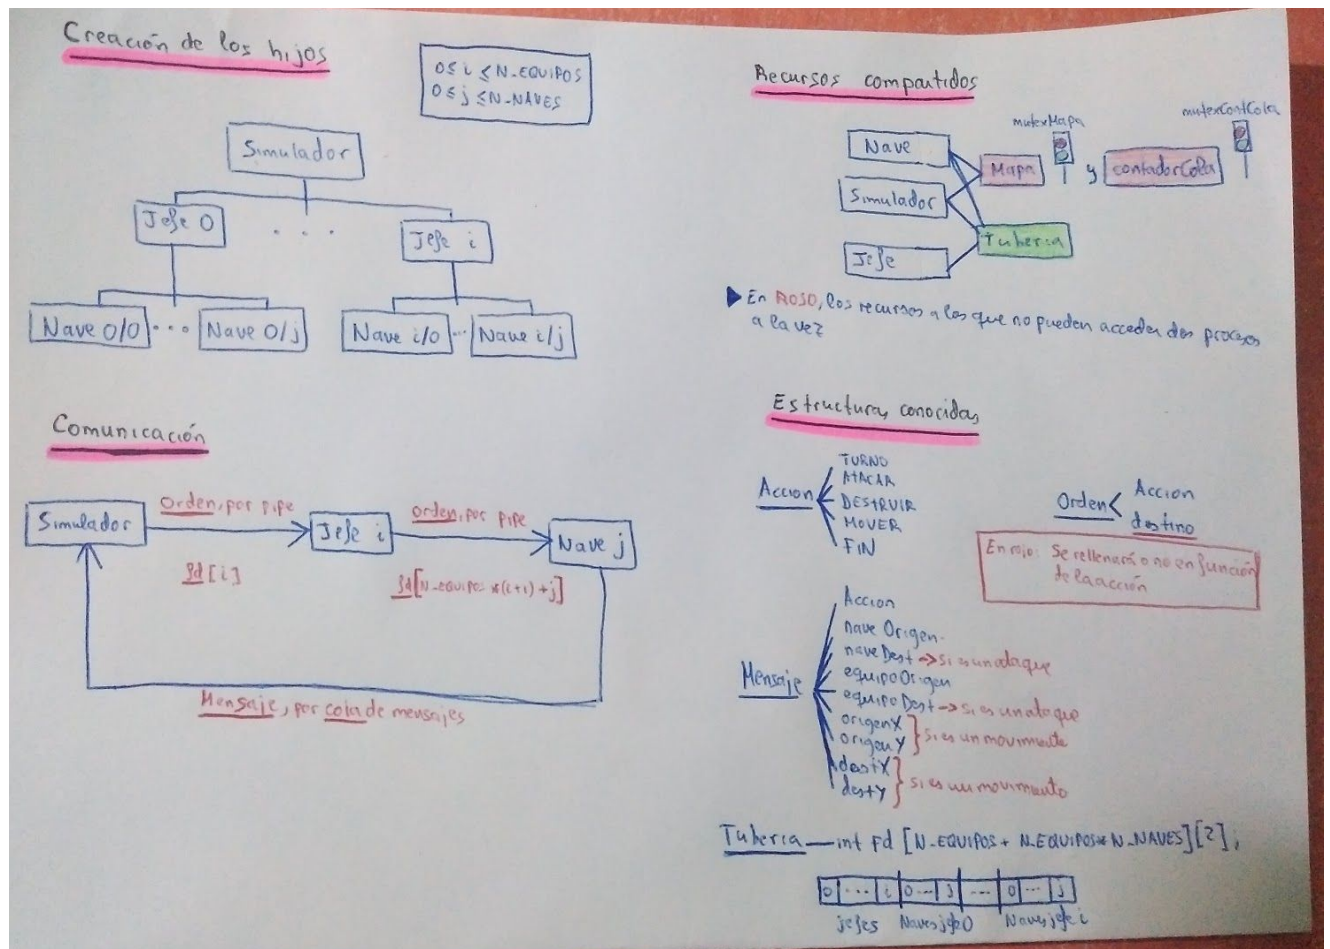 Creación de los hijos
0 ≤ i ≤ N_EQUIPOS
0 ≤ j ≤ N_NAVES
Simulador
Jefe 0
. . .
Jefe i
Nave 0/0
...
Nave 0/j
Nave i/0
...
Nave i/j
Comunicación
Simulador
Orden, por pipe
fd [i]
Jefe i
Orden, por pipe
fd[N_EQUIPOS *(i+1)+j]
Nave j
Mensaje, por cola de mensajes
Recursos compartidos
Nave
Simulador
Jefe
Mapa
mutexMapa
y
contadorCola
mutexContCola
Tuberia
En ROSO, los recursos a los que no pueden acceder dos procesos
a la vez
Estructuras conocidas
Accion
TURNO
ATACAR
DESTRUIR
MOVER
FIN
Orden
Accion
destino
En rojo: Se rellenará o no en función
de la acción
Mensaje
Accion
nave Origen
naveDest -> si es un ataque
equipoOrigen
equipoDest -> si es un ataque
origenX
origenY
} si es un movimiento
destX
destY
} si es un movimiento
Tuberia — int fd [N_EQUIPOS + N_EQUIPOS* N_NAVES][2];
0 ... i 0 ... j ... 0 ... j
jefes Naves jefe 0 Naves jefe i